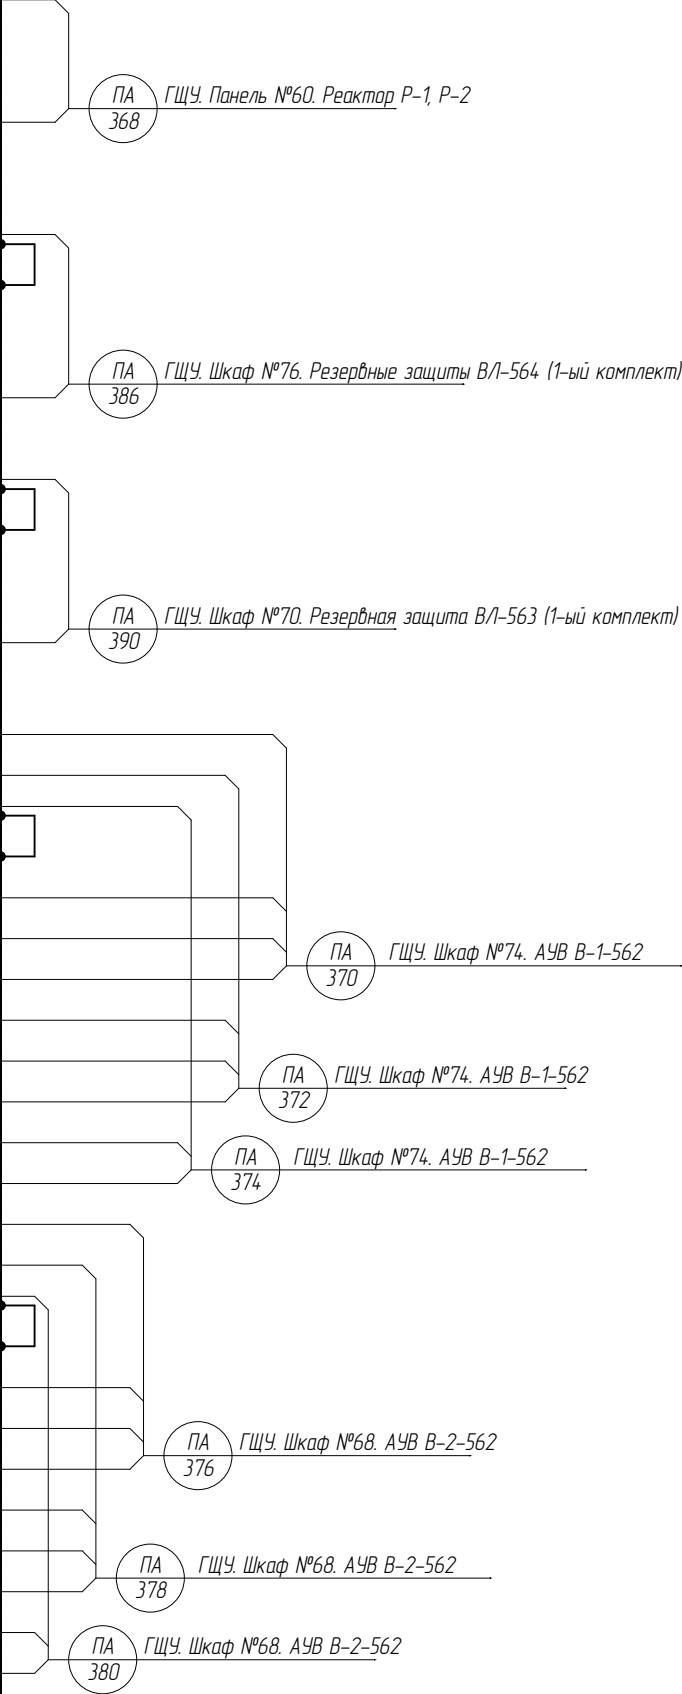 ПА
368
ГЩУ. Панель №60. Реактор Р-1, Р-2
ПА
386
ГЩУ. Шкаф №76. Резервные защиты ВЛ-564 (1-ый комплект)
ПА
390
ГЩУ. Шкаф №70. Резервная защита ВЛ-563 (1-ый комплект)
ПА
370
ГЩУ. Шкаф №74. АУВ В-1-562
ПА
372
ГЩУ. Шкаф №74. АУВ В-1-562
ПА
374
ГЩУ. Шкаф №74. АУВ В-1-562
ПА
376
ГЩУ. Шкаф №68. АУВ В-2-562
ПА
378
ГЩУ. Шкаф №68. АУВ В-2-562
ПА
380
ГЩУ. Шкаф №68. АУВ В-2-562